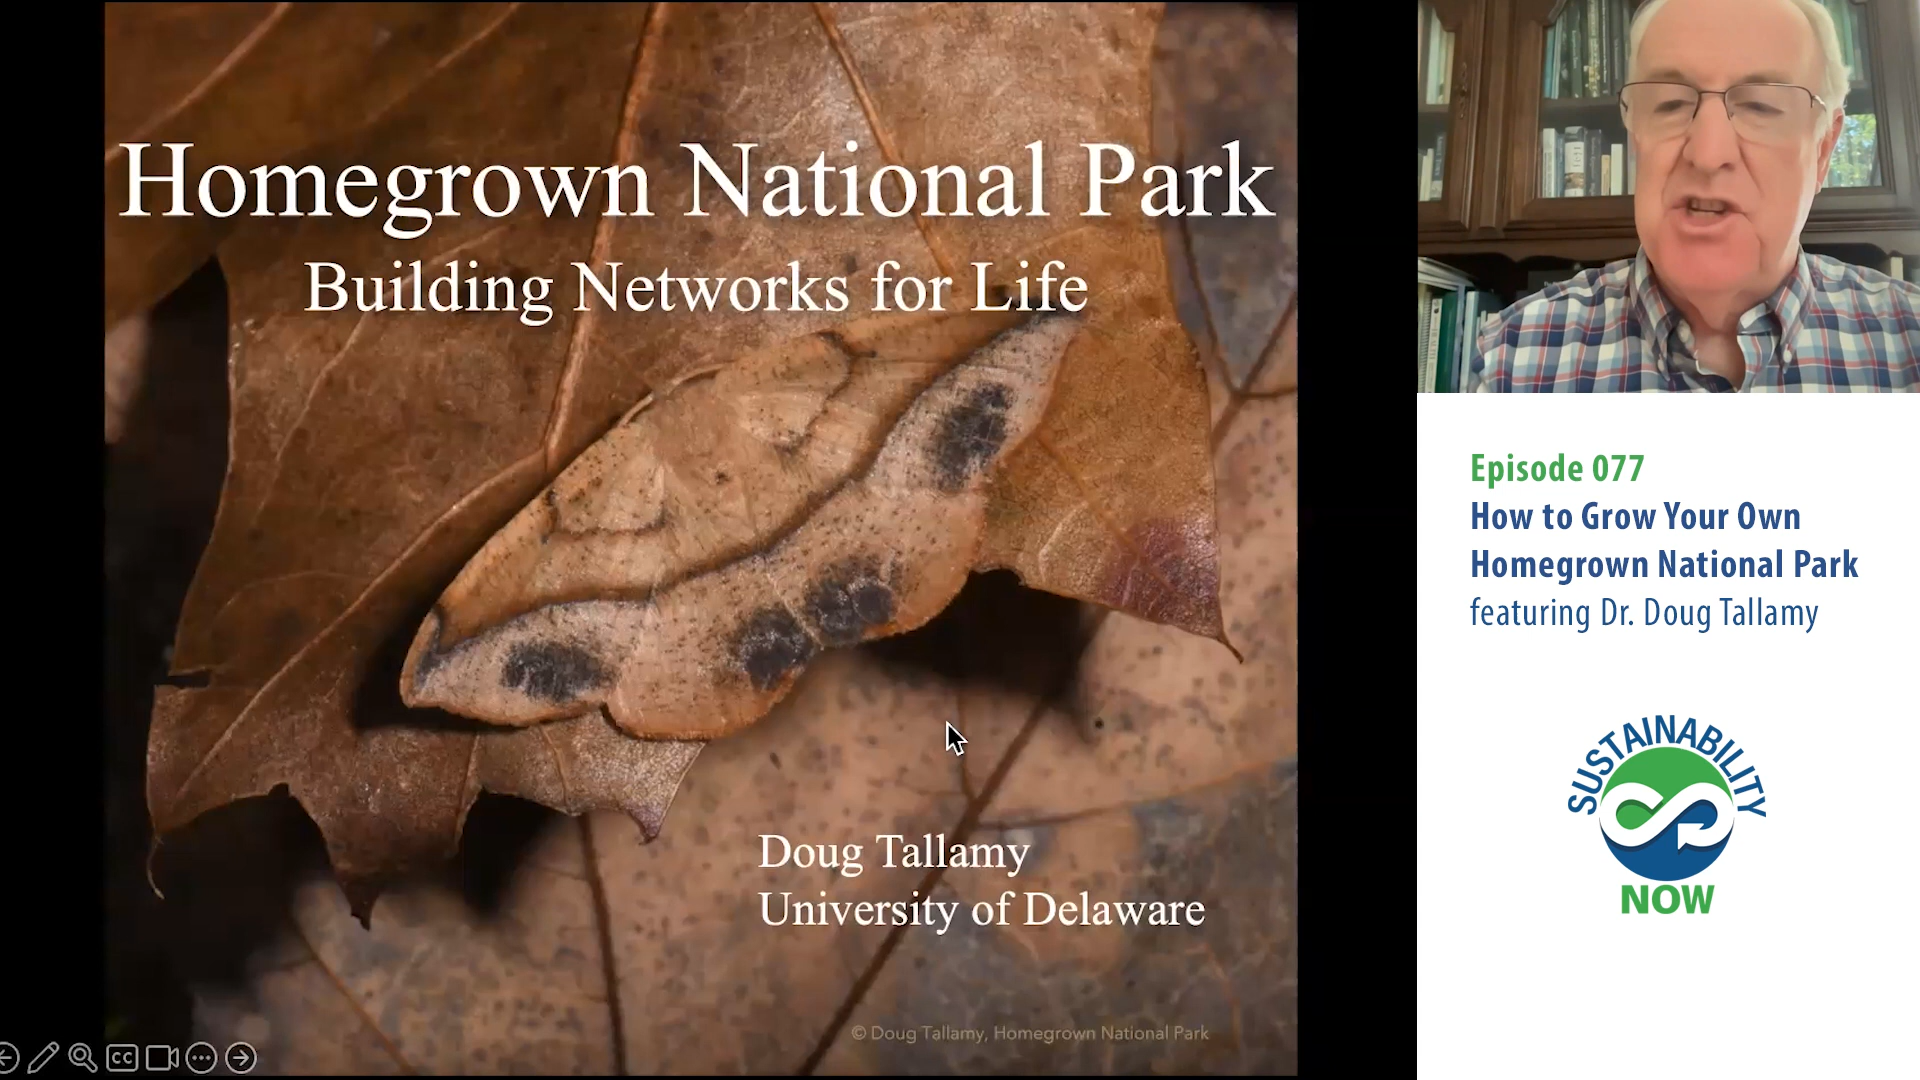 Homegrown National Park
Building Networks for Life
Doug Tallamy
University of Delaware
© Doug Tallamy, Homegrown National Park
CC
Episode 077
How to Grow Your Own
Homegrown National Park
featuring Dr. Doug Tallamy
SUSTAINABILITY
NOW